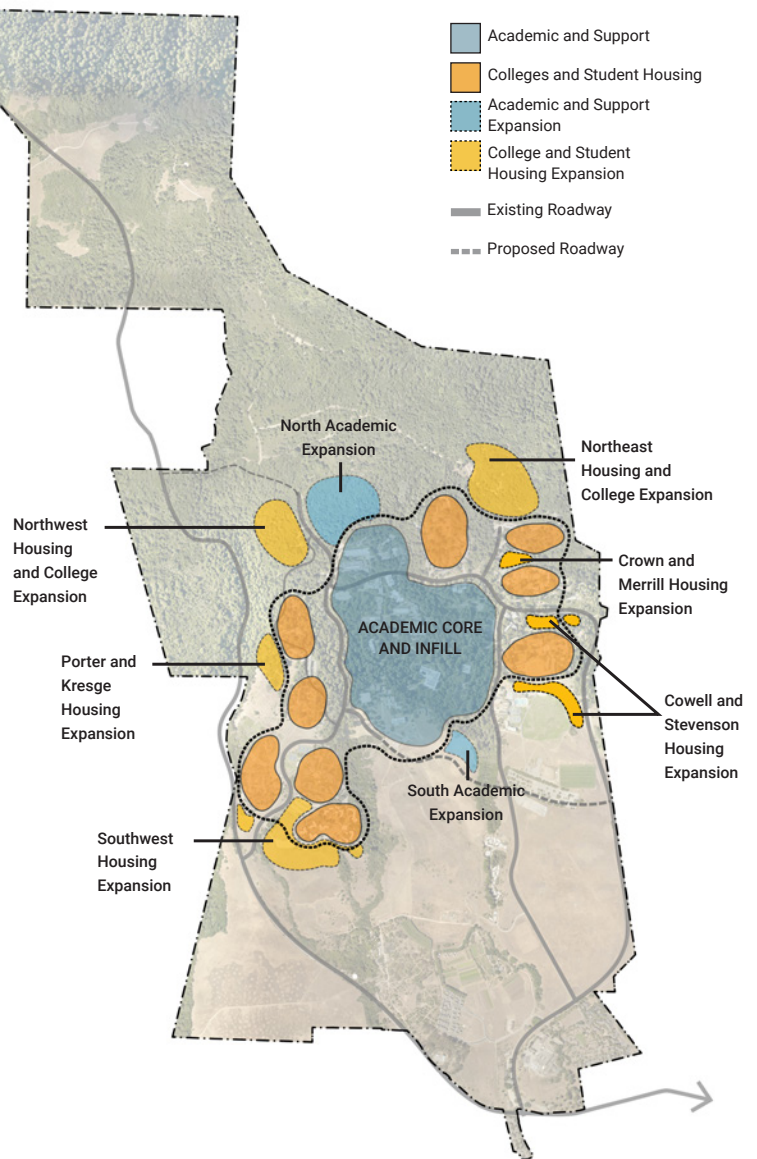 Academic and Support
Colleges and Student Housing
Academic and Support
Expansion
College and Student
Housing Expansion
Existing Roadway
Proposed Roadway
North Academic
Expansion
Northeast
Housing and
College Expansion
Northwest
Housing
and College
Expansion
Crown and
Merrill Housing
Expansion
ACADEMIC CORE
AND INFILL
Porter and
Kresge
Housing
Expansion
Cowell and
Stevenson
Housing
Expansion
South Academic
Expansion
Southwest
Housing
Expansion